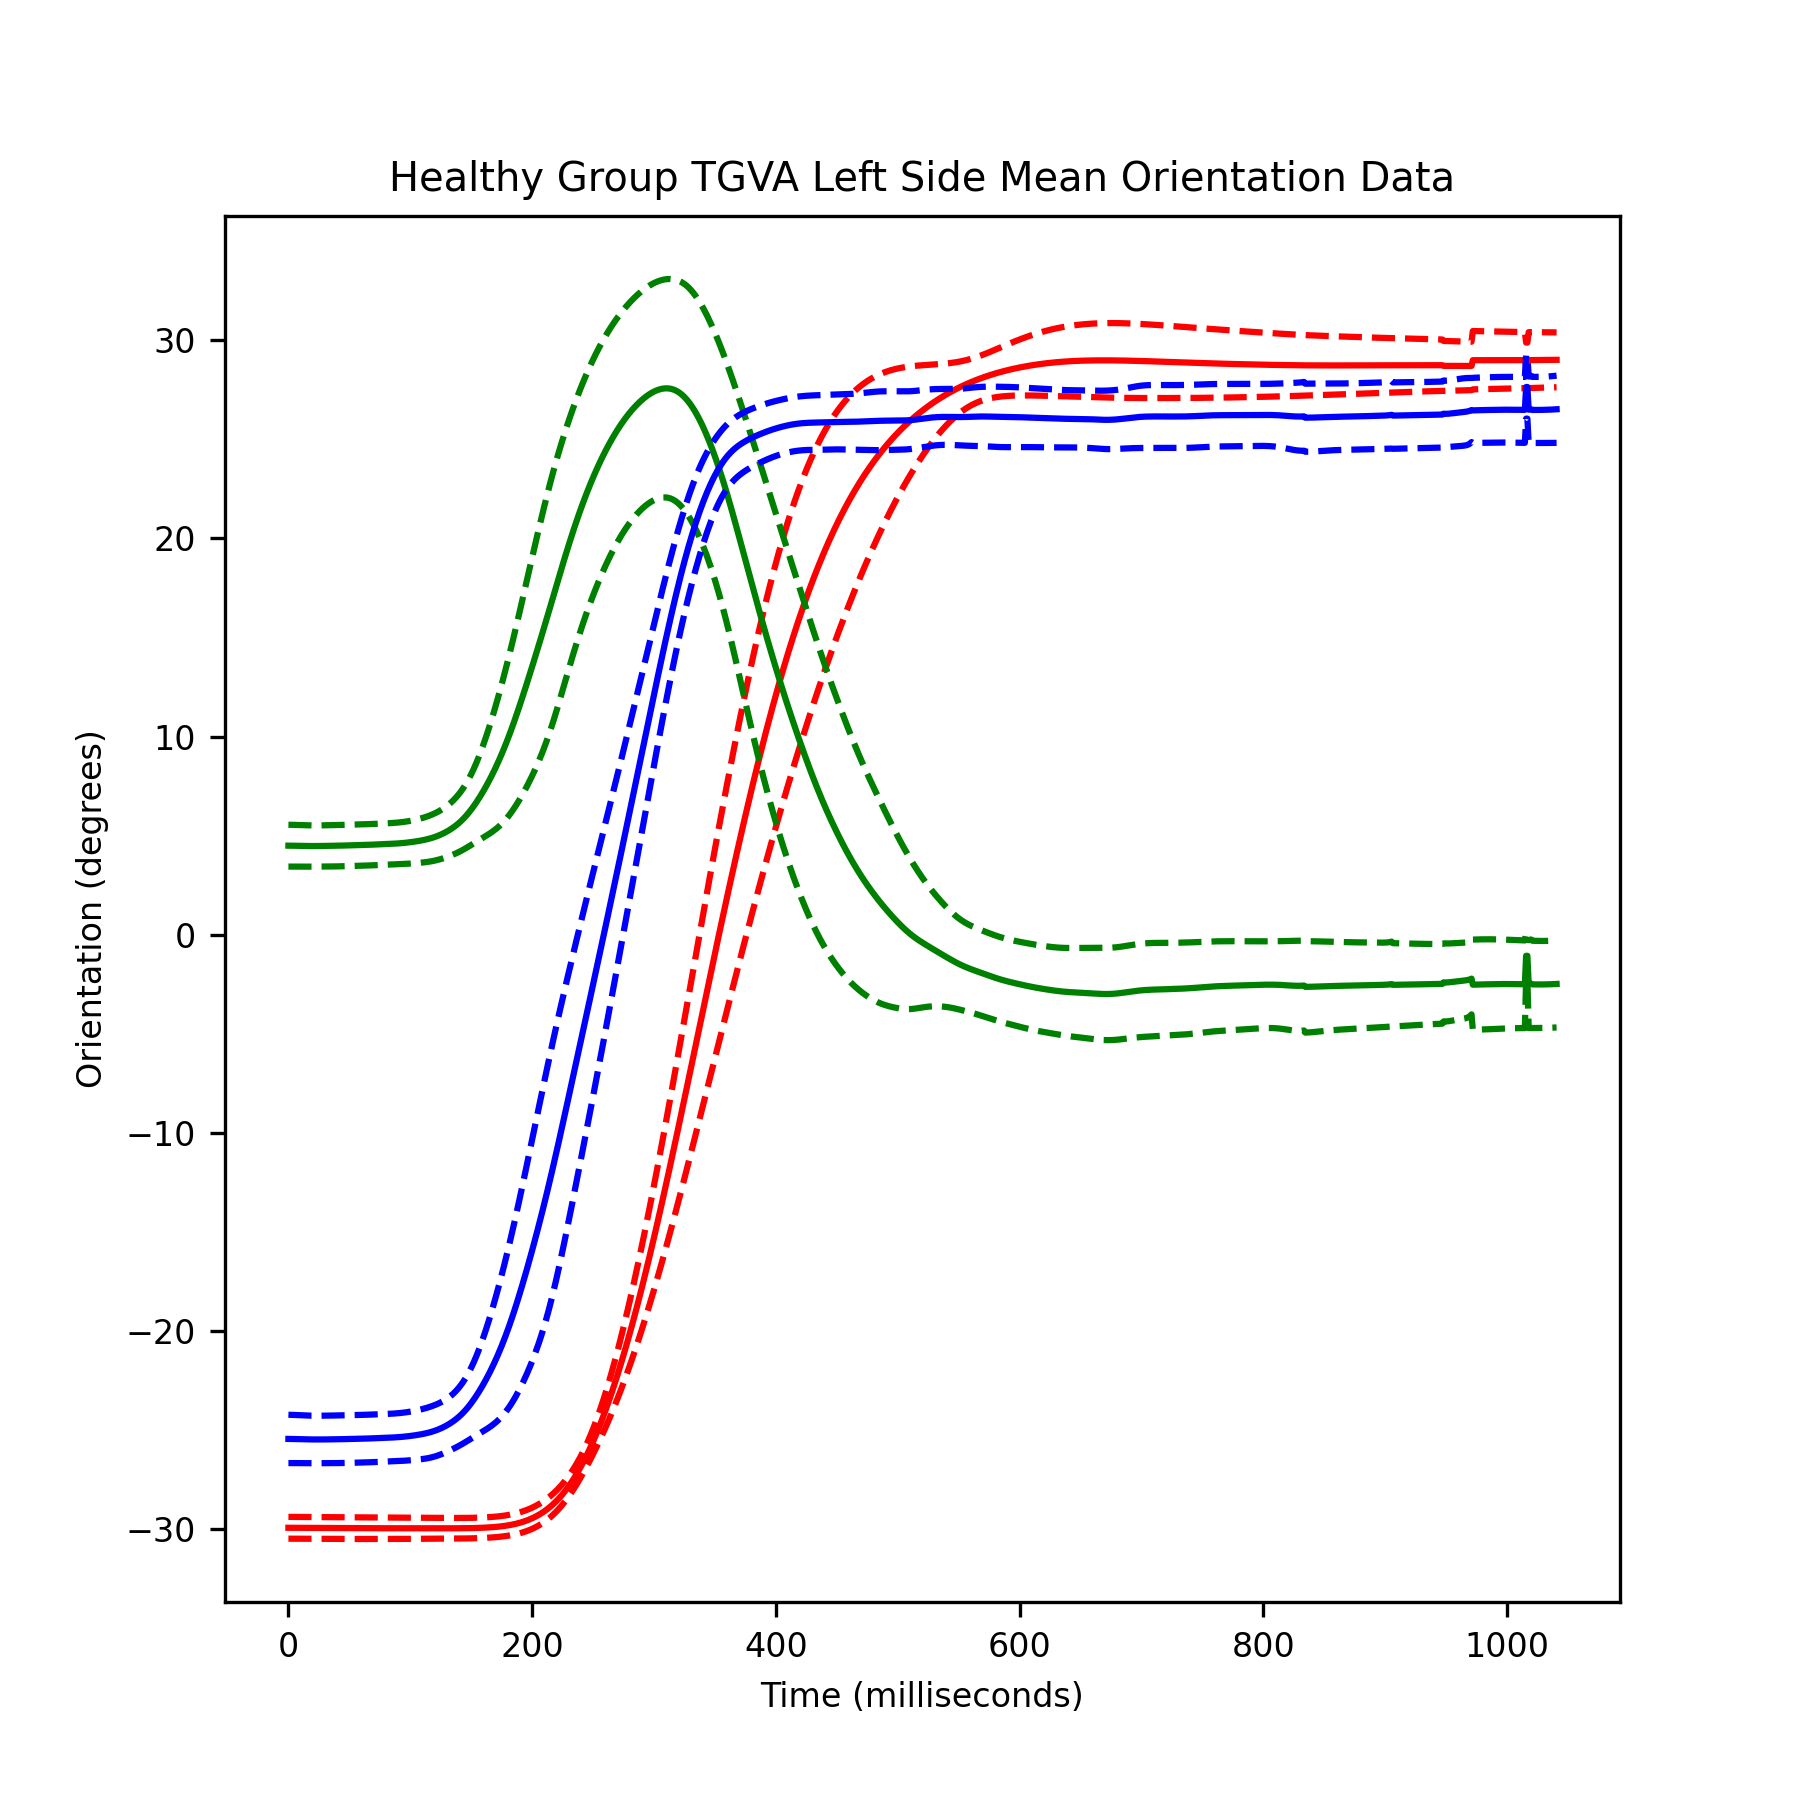 Healthy Group TGVA Left Side Mean Orientation Data
30
20
10
0
−10
−20
−30
Orientation (degrees)
0 200 400 600 800 1000
Time (milliseconds)